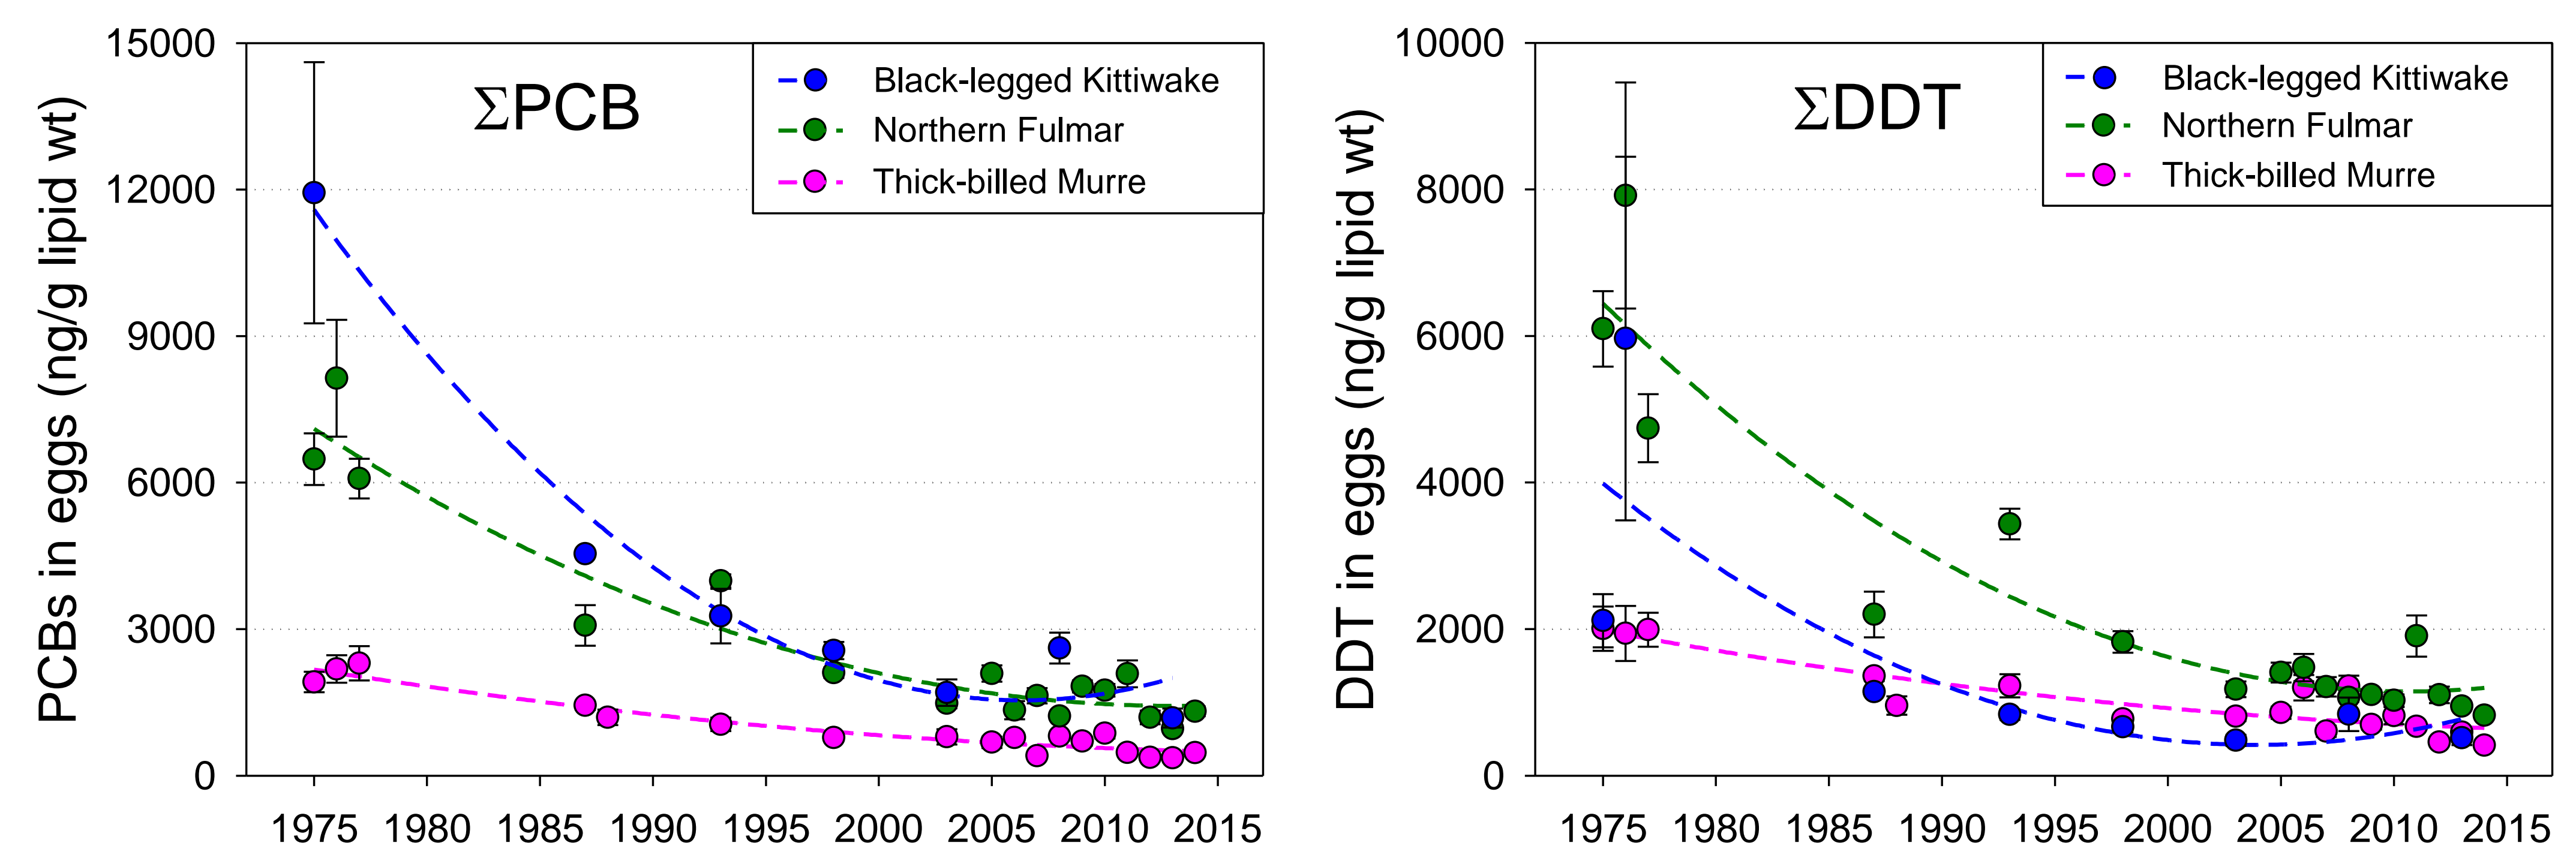 ΣPCB
Black-legged Kittiwake
Northern Fulmar
Thick-billed Murre
PCBs in eggs (ng/g lipid wt)
15000
12000
9000
6000
3000
0
1975 1980 1985 1990 1995 2000 2005 2010 2015
ΣDDT
Black-legged Kittiwake
Northern Fulmar
Thick-billed Murre
DDT in eggs (ng/g lipid wt)
10000
8000
6000
4000
2000
0
1975 1980 1985 1990 1995 2000 2005 2010 2015